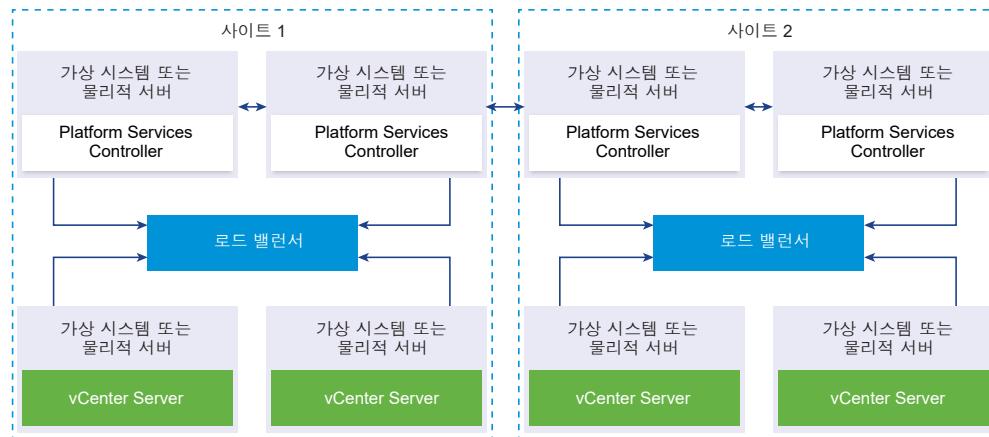 사이트 1
사이트 2
가상 시스템 또는
물리적 서버
Platform Services
Controller
가상 시스템 또는
물리적 서버
Platform Services
Controller
가상 시스템 또는
물리적 서버
Platform Services
Controller
가상 시스템 또는
물리적 서버
Platform Services
Controller
로드 밸런서
로드 밸런서
가상 시스템 또는
물리적 서버
vCenter Server
가상 시스템 또는
물리적 서버
vCenter Server
가상 시스템 또는
물리적 서버
vCenter Server
가상 시스템 또는
물리적 서버
vCenter Server